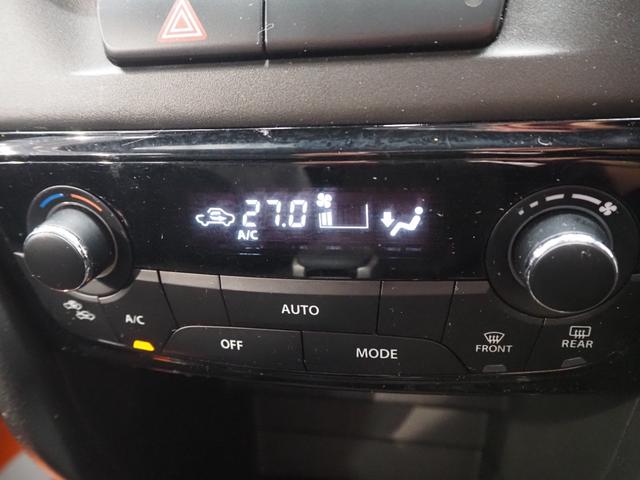 27.0
A/C
AUTO
A/C
OFF
MODE
FRONT
REAR